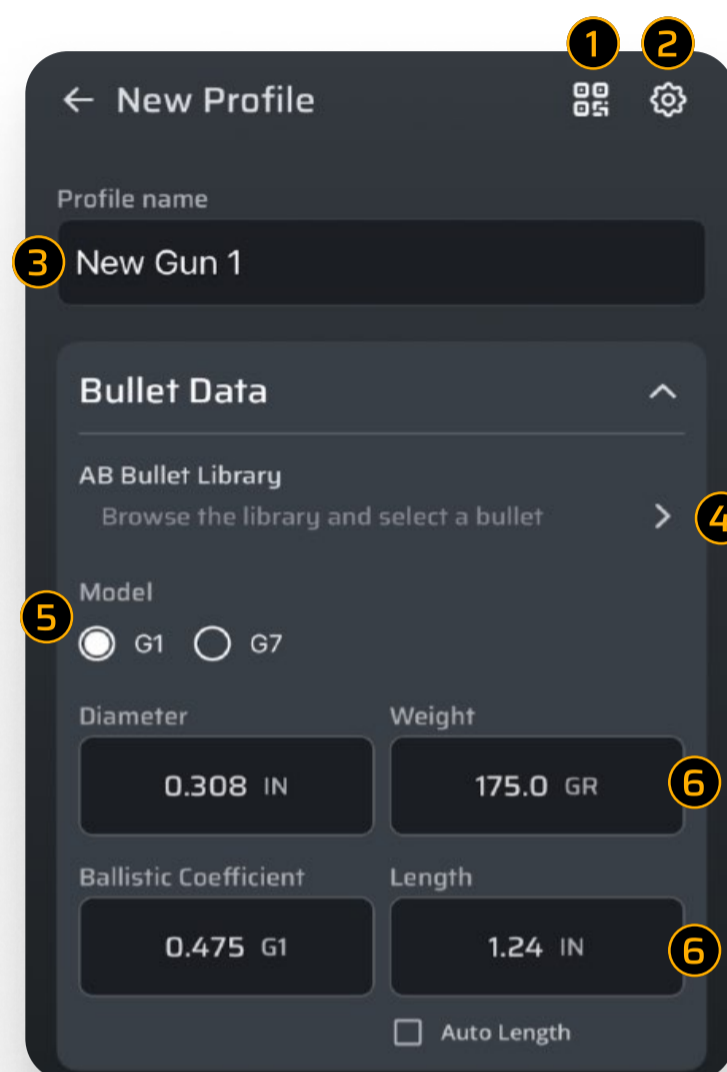 1 2
New Profile
Profile name
3 New Gun 1
Bullet Data
AB Bullet Library
Browse the library and select a bullet 4
Model
5
G1 G7
Diameter Weight
0.308 IN 175.0 GR 6
Ballistic Coefficient Length
0.475 G1 1.24 IN 6
Auto Length